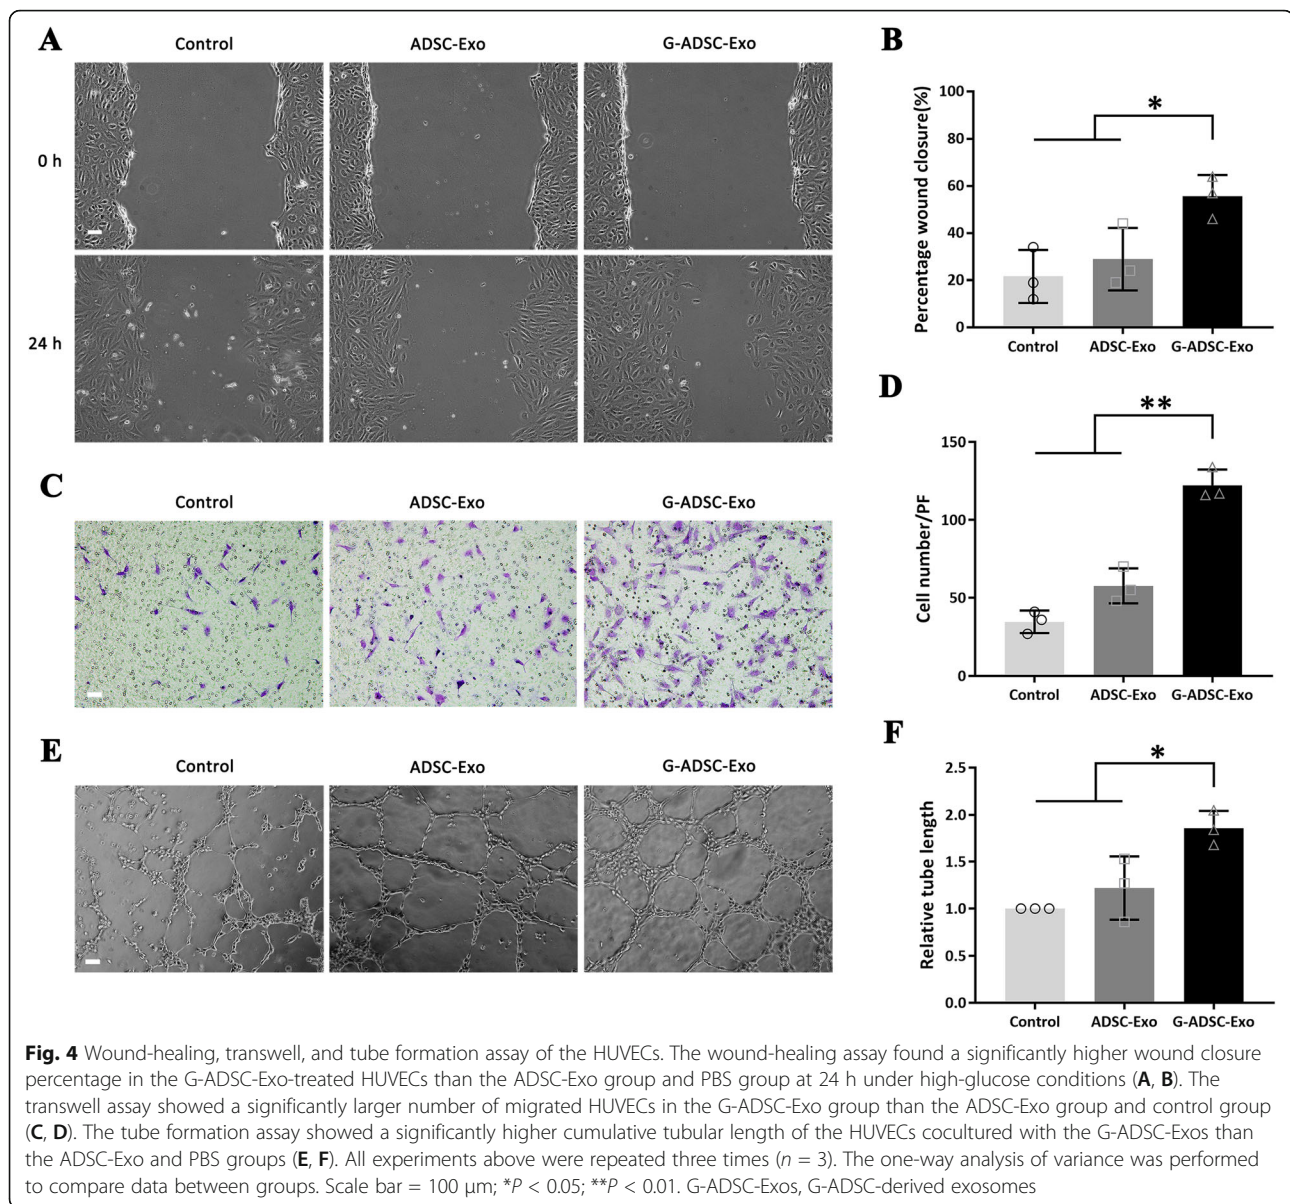 A
Control
ADSC-Exo
G-ADSC-Exo
0 h
24 h
B
Percentage wound closure(%)
100
80
60
40
20
0
*
Control
ADSC-Exo
G-ADSC-Exo
C
Control
ADSC-Exo
G-ADSC-Exo
D
Cell number/PF
150
100
50
0
**
Control
ADSC-Exo
G-ADSC-Exo
E
Control
ADSC-Exo
G-ADSC-Exo
F
Relative tube length
2.5
2.0
1.5
1.0
0.5
0.0
*
Control
ADSC-Exo
G-ADSC-Exo
Fig. 4 Wound-healing, transwell, and tube formation assay of the HUVECs. The wound-healing assay found a significantly higher wound closure
percentage in the G-ADSC-Exo-treated HUVECs than the ADSC-Exo group and PBS group at 24 h under high-glucose conditions (A, B). The
transwell assay showed a significantly larger number of migrated HUVECs in the G-ADSC-Exo group than the ADSC-Exo group and control group
(C, D). The tube formation assay showed a significantly higher cumulative tubular length of the HUVECs cocultured with the G-ADSC-Exos than
the ADSC-Exo and PBS groups (E, F). All experiments above were repeated three times (n = 3). The one-way analysis of variance was performed
to compare data between groups. Scale bar = 100 μm; *P < 0.05; **P < 0.01. G-ADSC-Exos, G-ADSC-derived exosomes